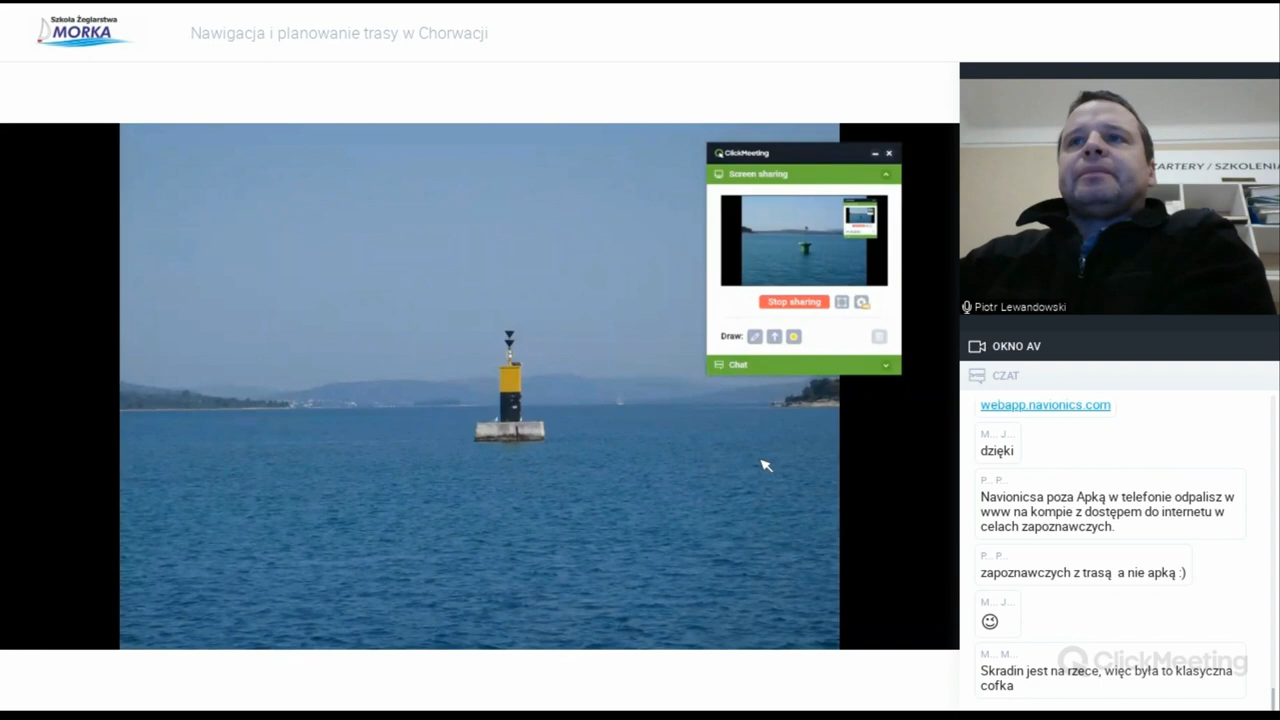 Szkoła Żeglarstwa
MORKA
Nawigacja i planowanie trasy w Chorwacji
ClickMeeting
Screen sharing
Stop sharing
Draw:
Chat
CZARTERY / SZKOLENIA
Piotr Lewandowski
OKNO AV
CZAT
webapp.navionics.com
M... J...
dzięki
P... P...
Navionicsa poza Apką w telefonie odpalisz w
www na kompie z dostępem do internetu w
celach zapoznawczych.
P... P...
zapoznawczych z trasą a nie apką :)
M... J...
M... M...
Skradin jest na rzece, więc była to klasyczna
cofka
ClickMeeting